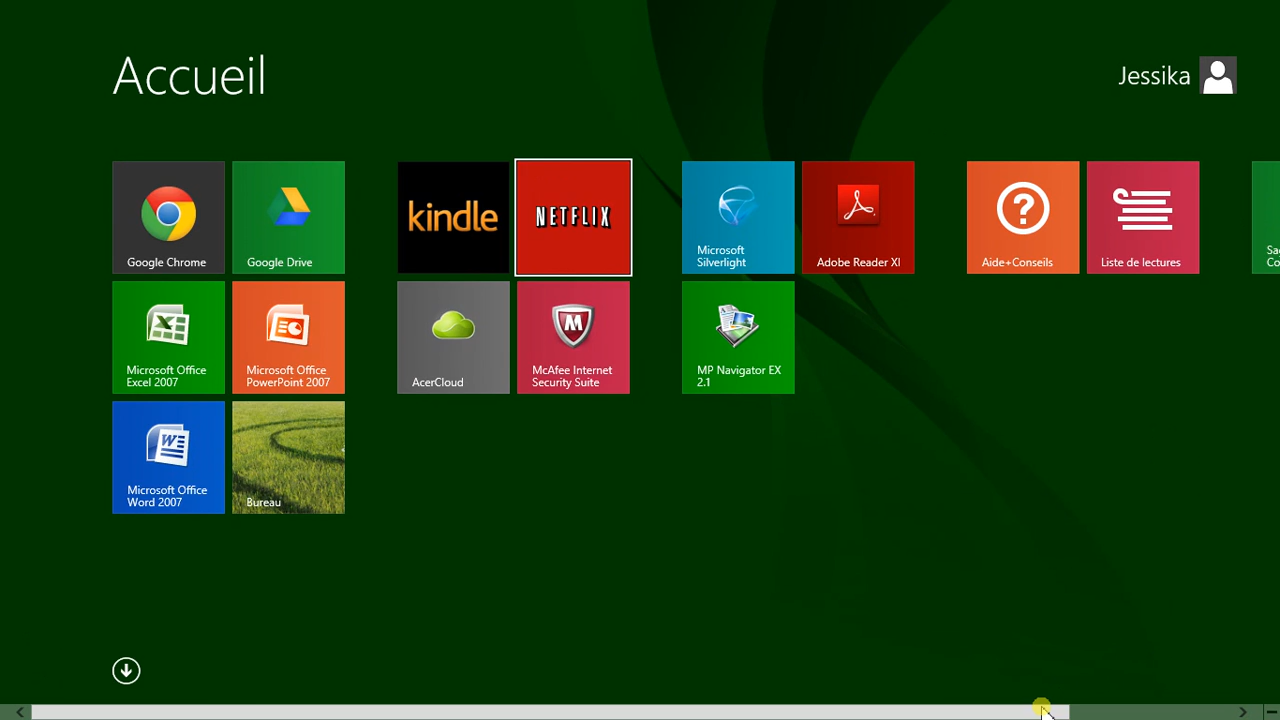 Accueil
Jessika
Google Chrome
Google Drive
kindle
NETFLIX
Microsoft
Silverlight
Adobe Reader XI
Aide+Conseils
Liste de lectures
Microsoft Office
Excel 2007
Microsoft Office
PowerPoint 2007
AcerCloud
McAfee Internet
Security Suite
MP Navigator EX
2.1
Microsoft Office
Word 2007
Bureau